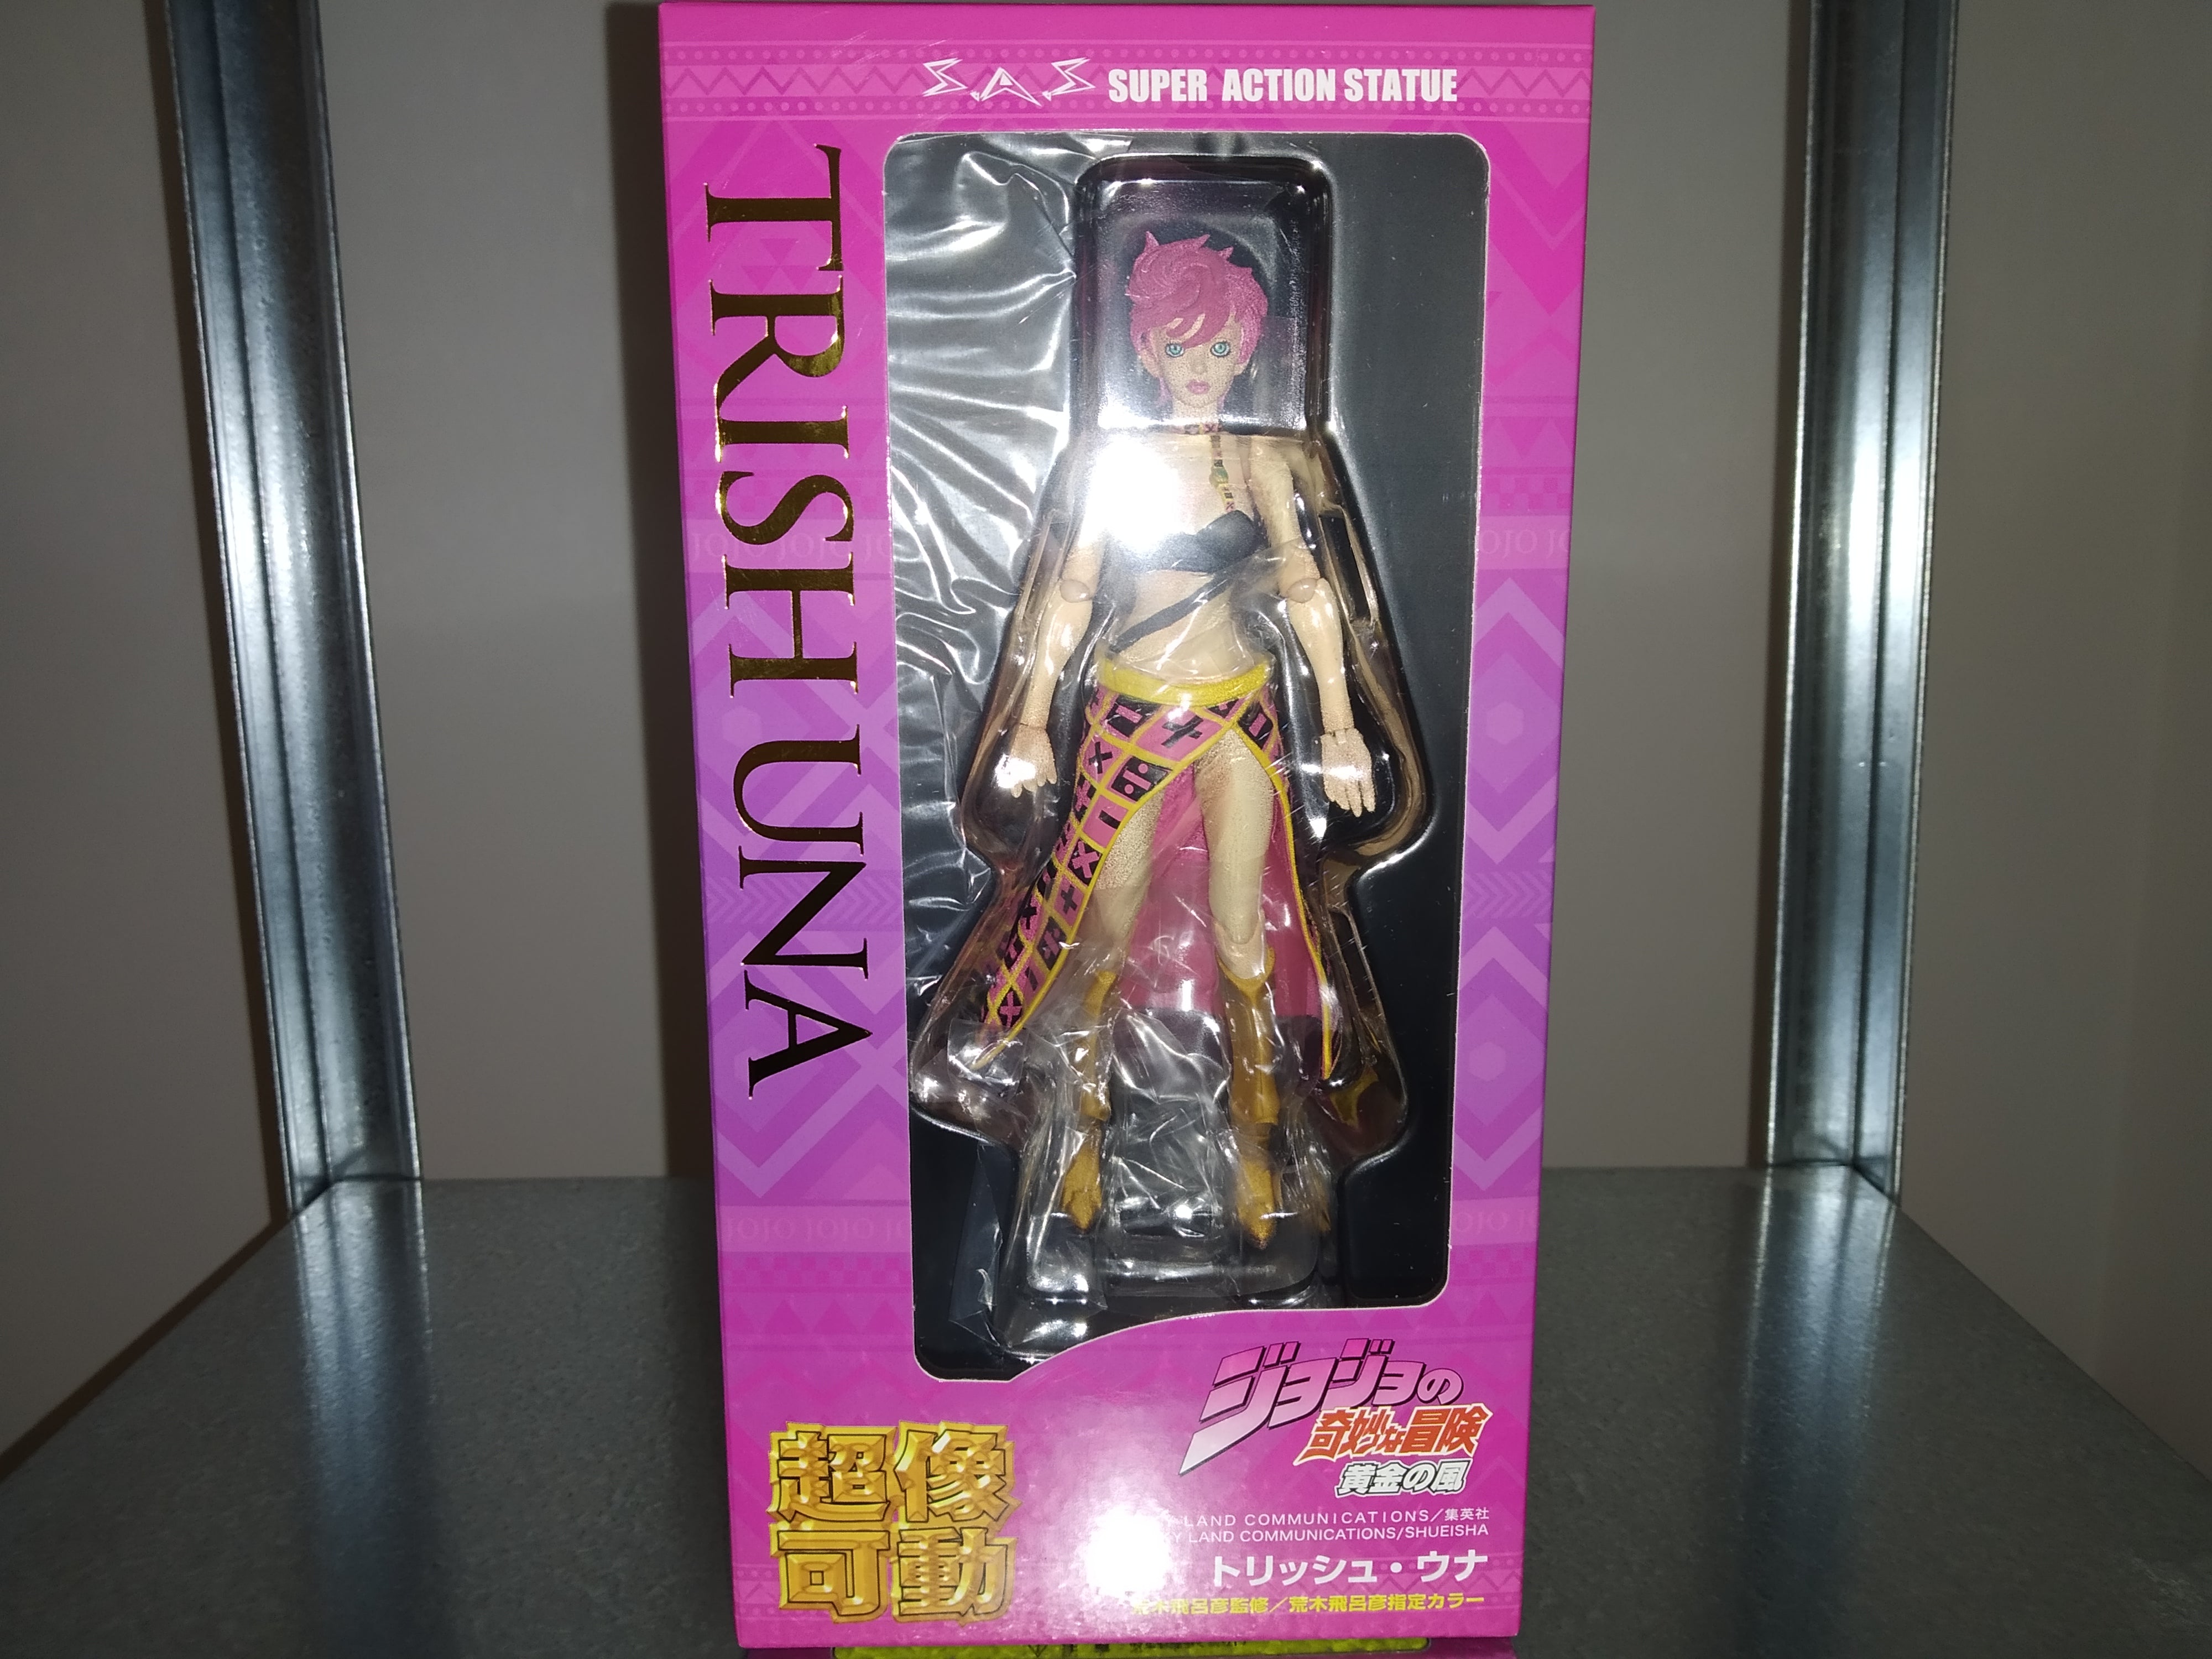 S.A.S SUPER ACTION STATUE
TRISH UNA
JOJO JOJO
JOJO
JOJO JOJO
JOJO
ジョジョの
奇妙な冒険
黄金の風
超像
可動
LAND COMMUNICATIONS／集英社
LAND COMMUNICATIONS/SHUEISHA
トリッシュ・ウナ
荒木飛呂彦監修／荒木飛呂彦指定カラー